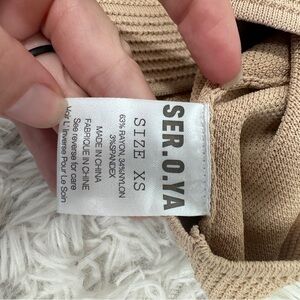 SER.O.YA
SIZE XS
63% RAYON, 34%NYLON
3%SPANDEX
MADE IN CHINA
FABRIQUE IN CHINE
See reverse for care
Voir L' Inverse Pour Le Soin